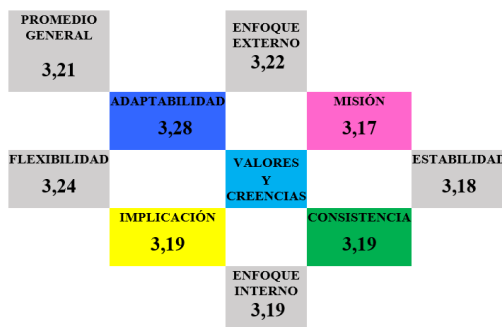 PROMEDIO
GENERAL
3,21
ENFOQUE
EXTERNO
3,22
ADAPTABILIDAD
3,28
MISIÓN
3,17
FLEXIBILIDAD
3,24
VALORES
Y
CREENCIAS
ESTABILIDAD
3,18
IMPLICACIÓN
3,19
CONSISTENCIA
3,19
ENFOQUE
INTERNO
3,19